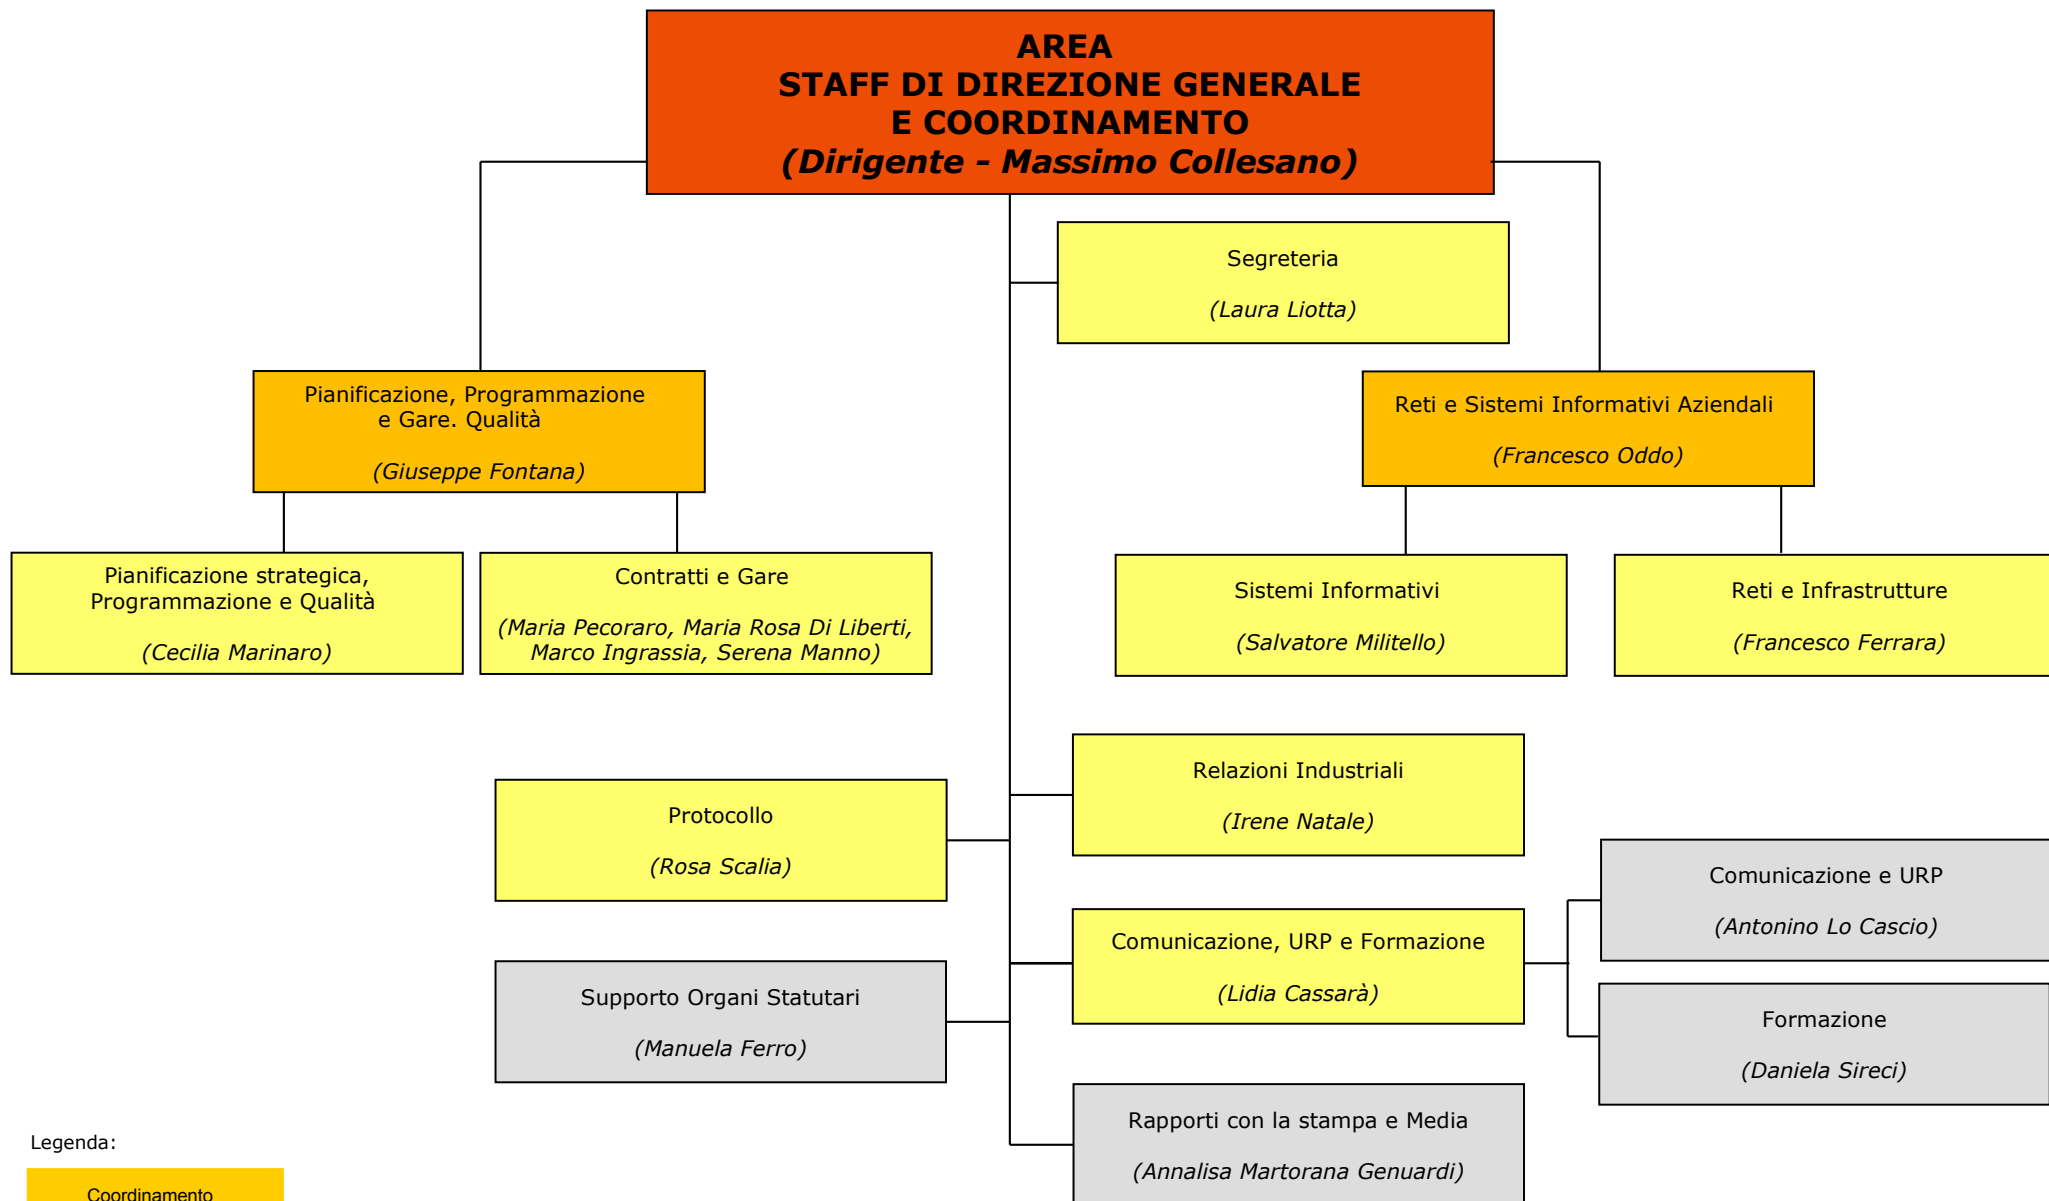 AREA
STAFF DI DIREZIONE GENERALE
E COORDINAMENTO
(Dirigente - Massimo Collesano)
Segreteria
(Laura Liotta)
Pianificazione, Programmazione
e Gare. Qualità
(Giuseppe Fontana)
Reti e Sistemi Informativi Aziendali
(Francesco Oddo)
Pianificazione strategica,
Programmazione e Qualità
(Cecilia Marinaro)
Contratti e Gare
(Maria Pecoraro, Maria Rosa Di Liberti,
Marco Ingrassia, Serena Manno)
Sistemi Informativi
(Salvatore Militello)
Reti e Infrastrutture
(Francesco Ferrara)
Relazioni Industriali
(Irene Natale)
Protocollo
(Rosa Scalia)
Comunicazione e URP
(Antonino Lo Cascio)
Comunicazione, URP e Formazione
(Lidia Cassarà)
Supporto Organi Statutari
(Manuela Ferro)
Formazione
(Daniela Sireci)
Rapporti con la stampa e Media
(Annalisa Martorana Genuardi)
Legenda:
Coordinamento